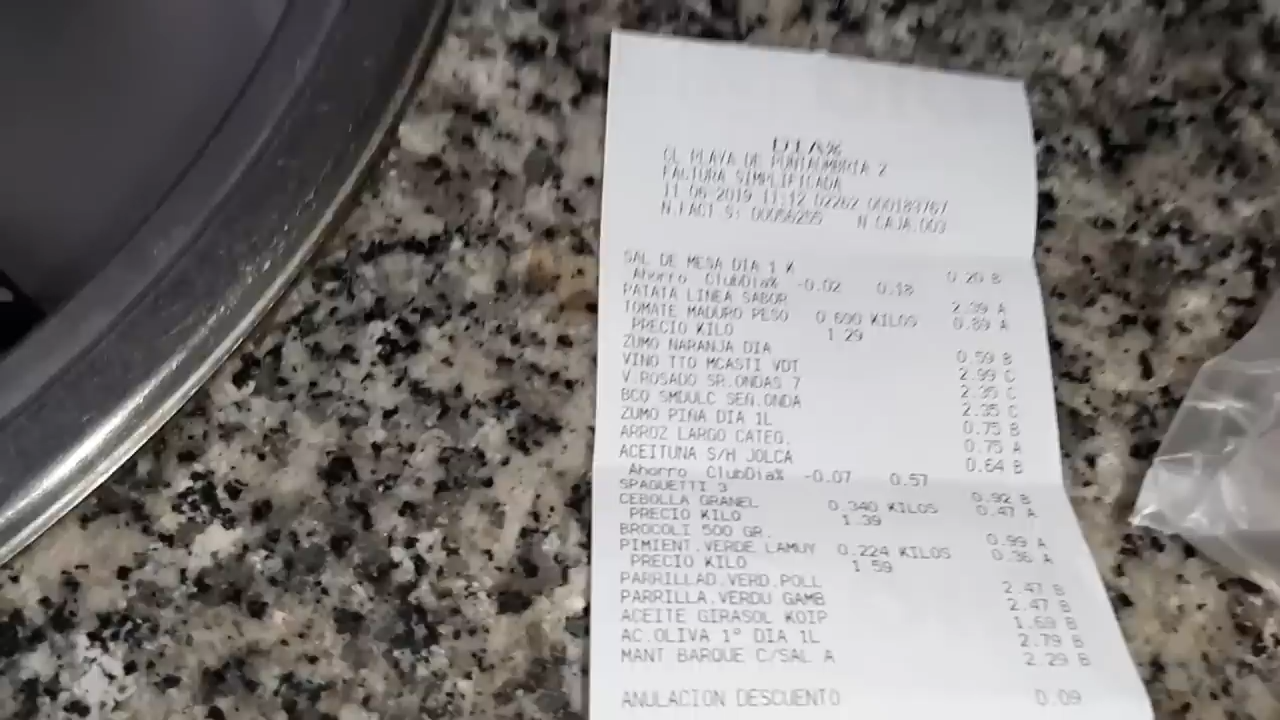 DIA%
CL PLAYA DE PUNTAUMBRIA 2
FACTURA SIMPLIFICADA
11 06 2019 11:12 02262 000183767
N.FACT S: 00056255 N CAJA.003
SAL DE MESA DIA 1 K 0.20 B
Ahorro ClubDia% -0.02 0.18
PATATA LINEA SABOR 2.39 A
TOMATE MADURO PESO 0.690 KILOS 0.89 A
PRECIO KILO 1.29
ZUMO NARANJA DIA 0.59 B
VINO TTO MCASTI VDT 2.99 C
V.ROSADO SR.ONDAS 7 2.35 C
BCO SMDULC SEÑ.ONDA 2.35 C
ZUMO PIÑA DIA 1L 0.75 B
ARROZ LARGO CATEG. 0.75 A
ACEITUNA S/H JOLCA 0.64 B
Ahorro ClubDia% -0.07 0.57
SPAGUETTI 3 0.92 B
CEBOLLA GRANEL 0.340 KILOS 0.47 A
PRECIO KILO 1.39
BROCOLI 500 GR. 0.99 A
PIMIENT.VERDE LAMUY 0.224 KILOS 0.36 A
PRECIO KILO 1.59
PARRILLAD.VERD.POLL 2.47 B
PARRILLA.VERDU GAMB 2.47 B
ACEITE GIRASOL KOIP 1.69 B
AC.OLIVA 1° DIA 1L 2.79 B
MANT BARQUE C/SAL A 2.29 B
ANULACION DESCUENTO 0.09